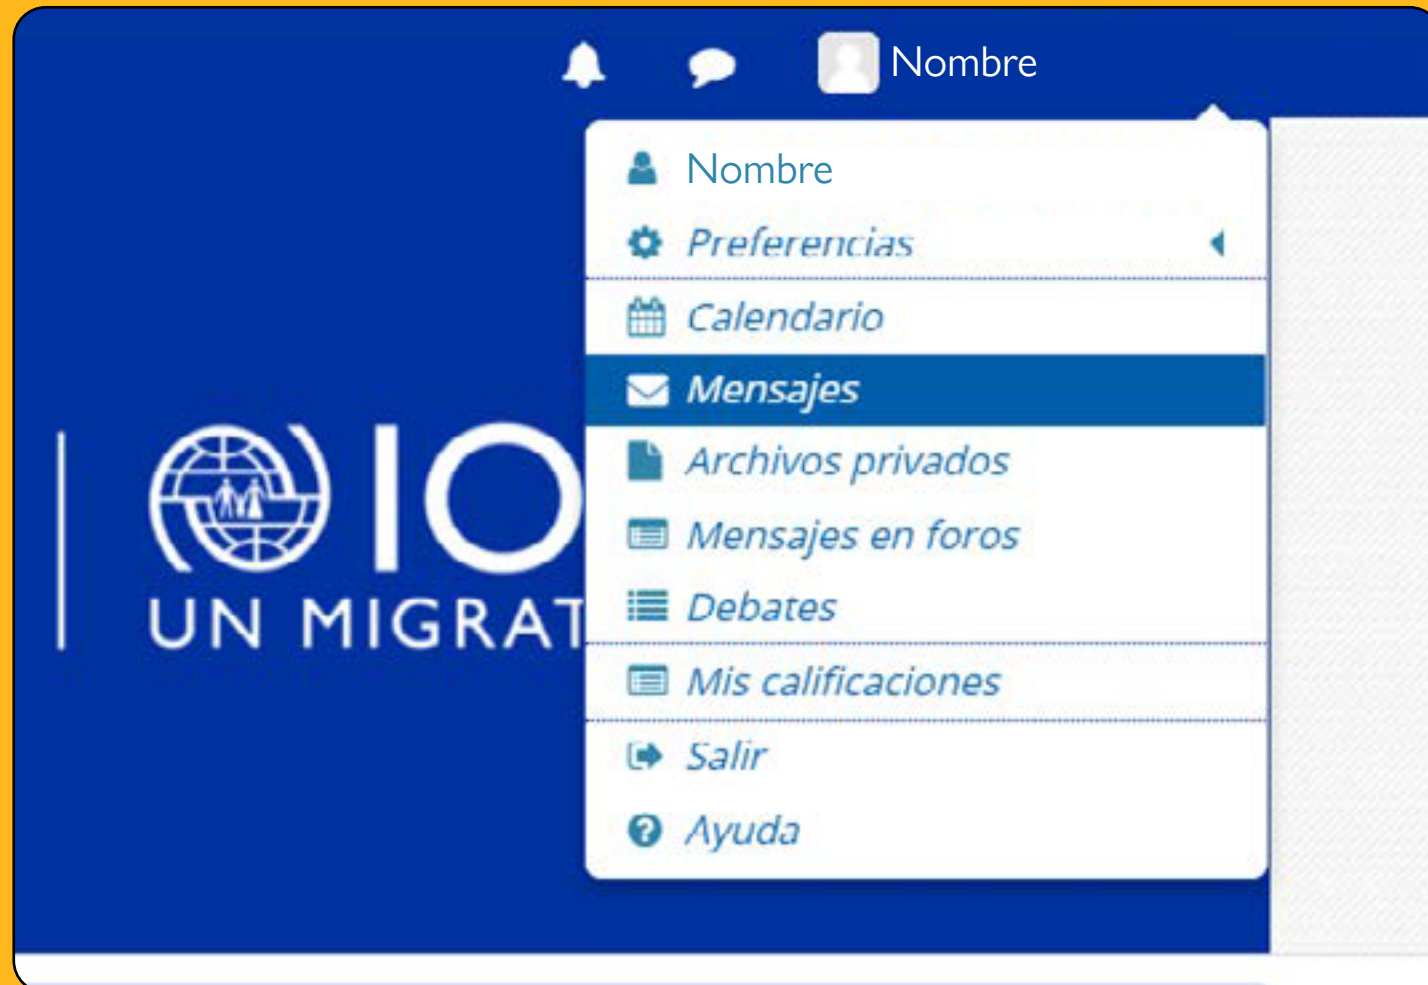 Nombre
Nombre
Preferencias
Calendario
Mensajes
Archivos privados
Mensajes en foros
Debates
Mis calificaciones
Salir
Ayuda
IO
UN MIGRAT